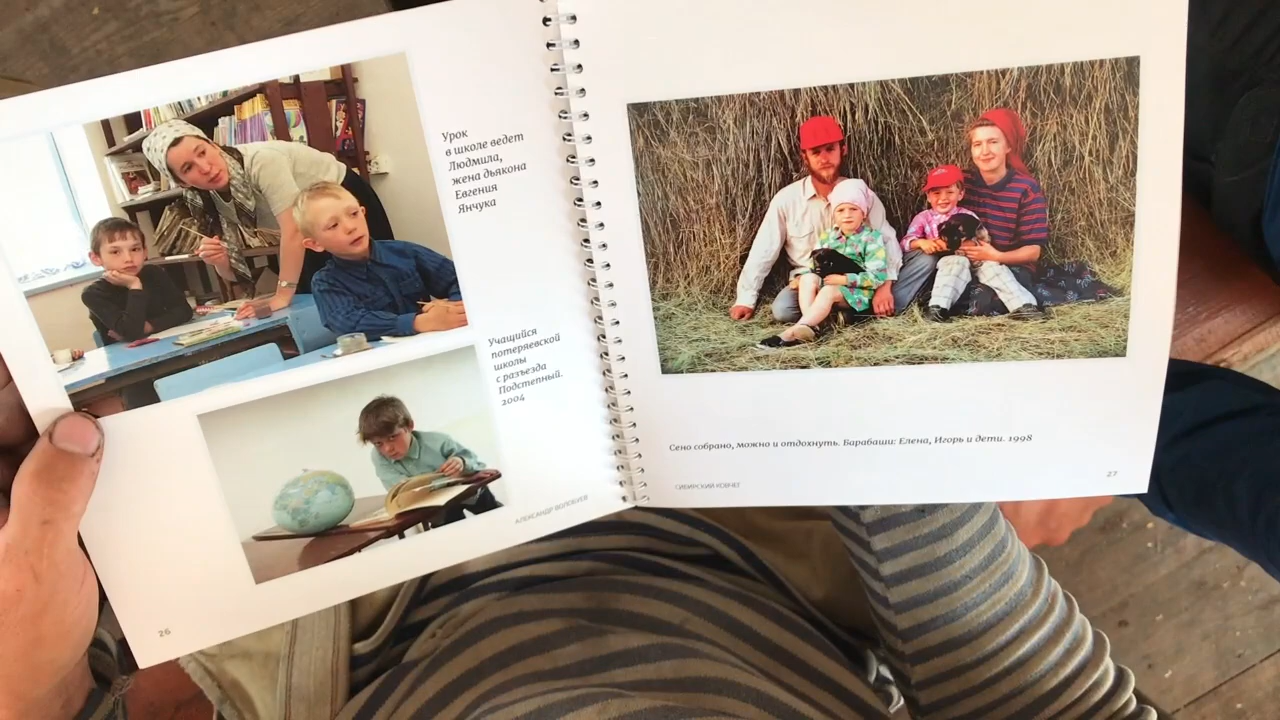 Урок
в школе ведет
Людмила,
жена дьякона
Евгения
Янчука
Учащийся
потеряевской
школы
с разъезда
Подстепный.
2004
АЛЕКСАНДР ВОЛОБУЕВ
26
Сено собрано, можно и отдохнуть. Барабаши: Елена, Игорь и дети. 1998
СИБИРСКИЙ КОВЧЕГ
27